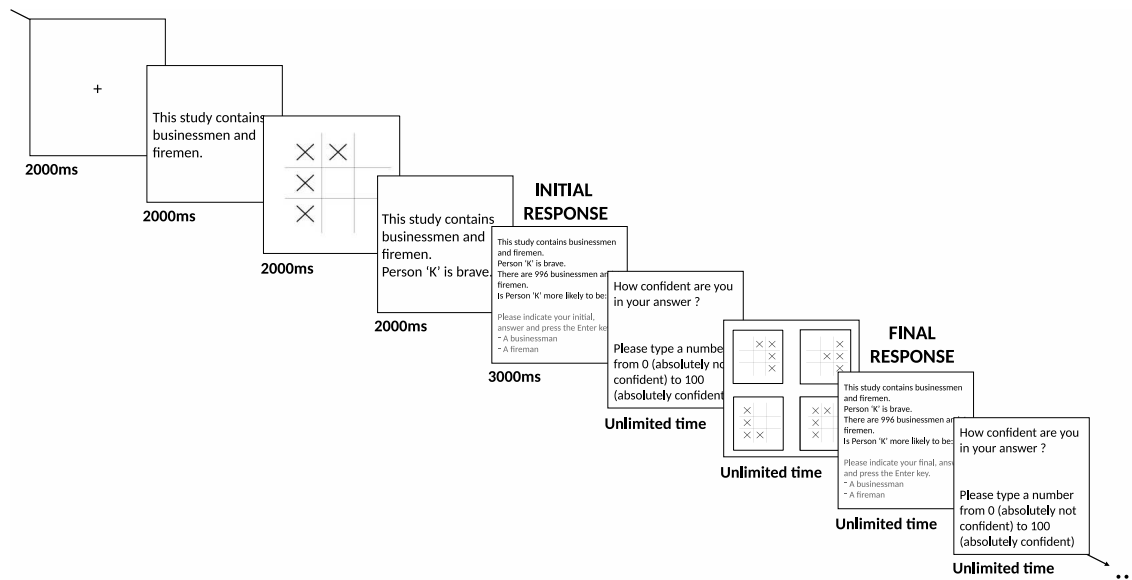 +
2000ms
This study contains
businessmen and
firemen.
2000ms
2000ms
This study contains
businessmen and
firemen.
Person ‘K’ is brave.
2000ms
INITIAL
RESPONSE
This study contains businessmen
and firemen.
Person ‘K’ is brave.
There are 996 businessmen an
firemen.
Is Person ‘K’ more likely to be:
Please indicate your initial,
answer and press the Enter ke
- A businessman
- A fireman
3000ms
How confident are you
in your answer ?
Please type a numbe
from 0 (absolutely no
confident) to 100
(absolutely confident
Unlimited time
Unlimited time
FINAL
RESPONSE
This study contains businessmen
and firemen.
Person ‘K’ is brave.
There are 996 businessmen an
firemen.
Is Person ‘K’ more likely to be:
Please indicate your final, answ
and press the Enter key.
- A businessman
- A fireman
Unlimited time
How confident are you
in your answer ?
Please type a number
from 0 (absolutely not
confident) to 100
(absolutely confident)
Unlimited time
..